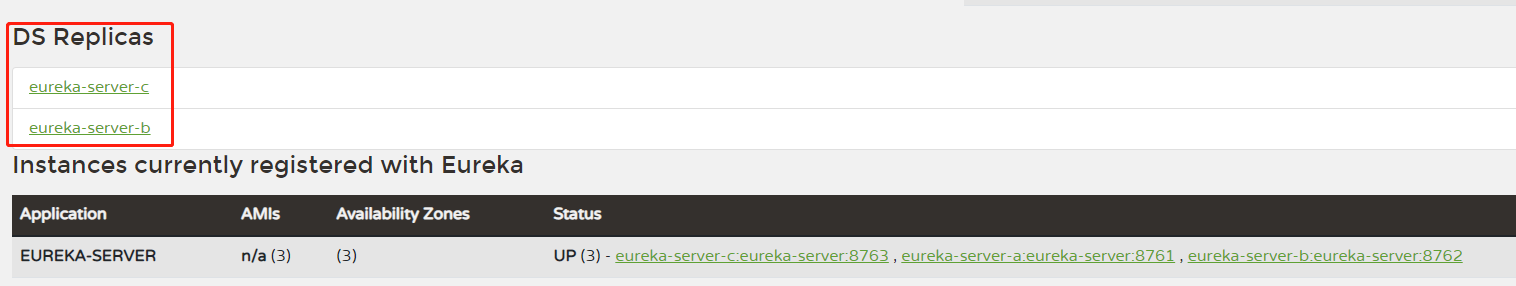 DS Replicas
eureka-server-c
eureka-server-b
Instances currently registered with Eureka
Application AMIs Availability Zones Status
EUREKA-SERVER n/a (3) (3) UP (3) - eureka-server-c:eureka-server:8763 , eureka-server-a:eureka-server:8761 , eureka-server-b:eureka-server:8762